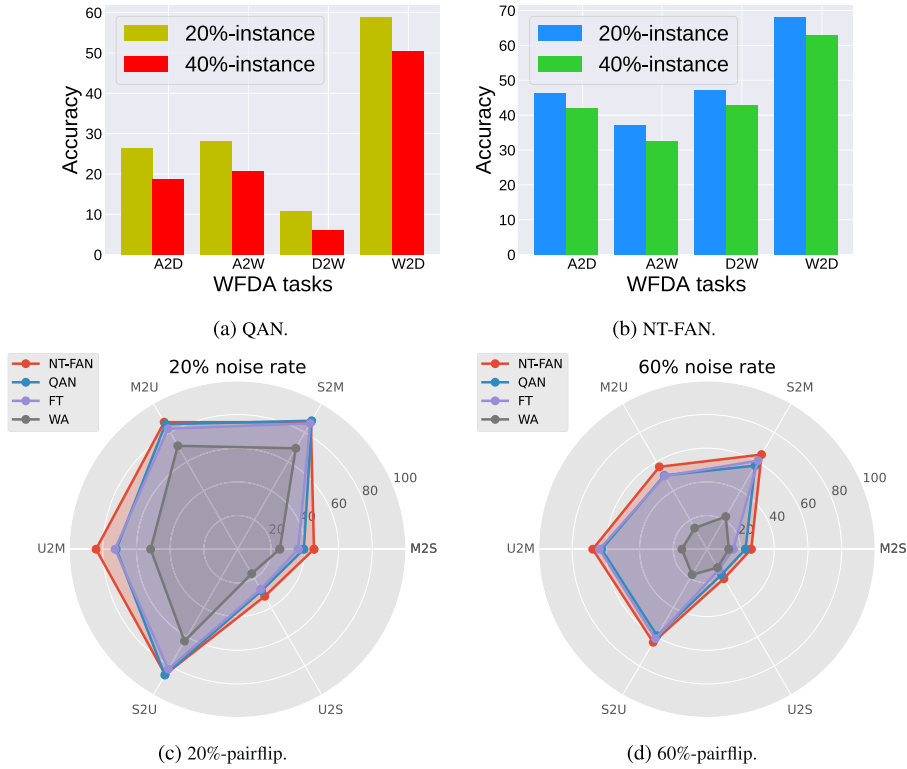 20%-instance
40%-instance
Accuracy
60
50
40
30
20
10
0
A2D
A2W
D2W
W2D
WFDA tasks
(a) QAN.
20%-instance
40%-instance
Accuracy
70
60
50
40
30
20
10
0
A2D
A2W
D2W
W2D
WFDA tasks
(b) NT-FAN.
NT-FAN
QAN
FT
WA
20% noise rate
M2U
S2M
100
80
60
40
20
U2M
M2S
S2U
U2S
(c) 20%-pairflip.
NT-FAN
QAN
FT
WA
60% noise rate
M2U
S2M
100
80
60
40
20
U2M
M2S
S2U
U2S
(d) 60%-pairflip.